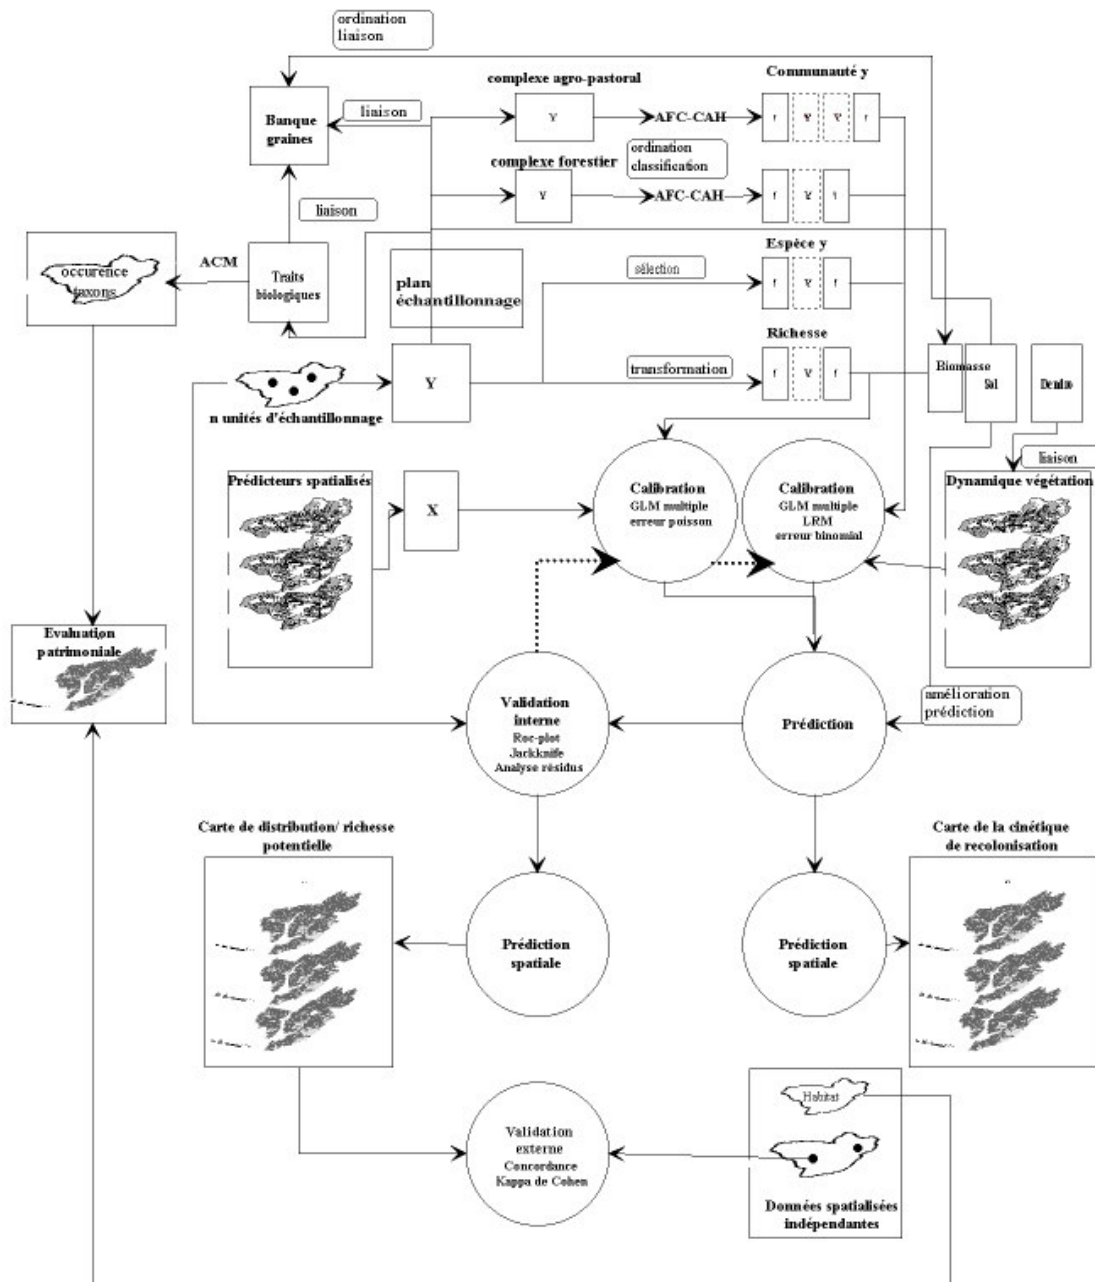 ordination
liaison
complexe agro-pastoral
Communauté y
Banque
graines
liaison
Y
AFC-CAH
r
y
y
r
complexe forestier
ordination
classification
Y
AFC-CAH
r
y
r
liaison
ACM
Traits
biologiques
occurence
taxons
plan
échantillonnage
Espèce y
sélection
r
y
r
Richesse
transformation
r
y
r
Biomasse
Sol
Dendro
Y
n unités d'échantillonnage
liaison
Prédicteurs spatialisés
X
Calibration
GLM multiple
erreur poisson
Calibration
GLM multiple
LRM
erreur binomial
Dynamique végétation
Evaluation
patrimoniale
Validation
interne
Roc-plot
Jackknife
Analyse résidus
Prédiction
amélioration
prédiction
Carte de distribution/ richesse
potentielle
Carte de la cinétique
de recolonisation
Prédiction
spatiale
Prédiction
spatiale
Validation
externe
Concordance
Kappa de Cohen
Habitat
Données spatialisées
indépendantes